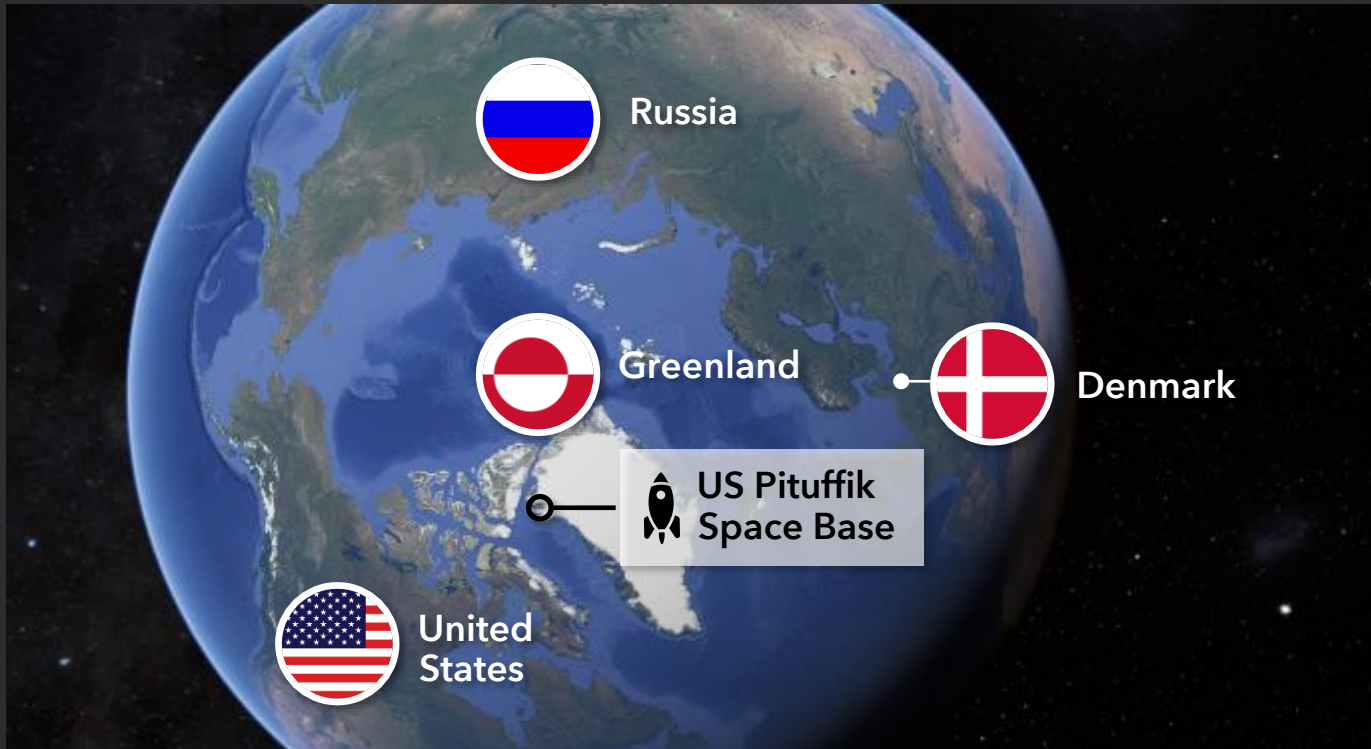 Russia
Greenland
Denmark
US Pituffik
Space Base
United
States